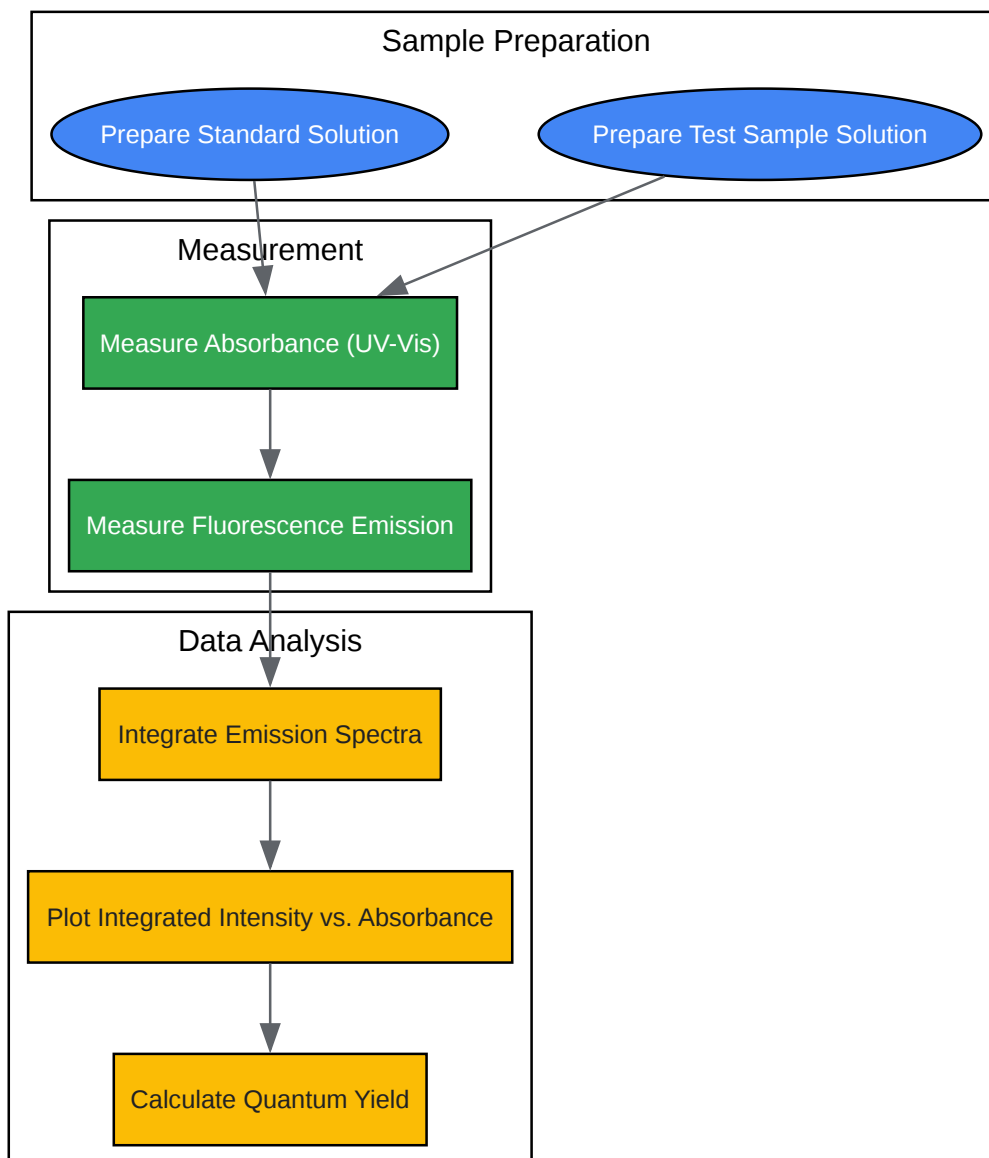 Sample Preparation
Prepare Standard Solution
Prepare Test Sample Solution
Measurement
Measure Absorbance (UV-Vis)
Measure Fluorescence Emission
Data Analysis
Integrate Emission Spectra
Plot Integrated Intensity vs. Absorbance
Calculate Quantum Yield